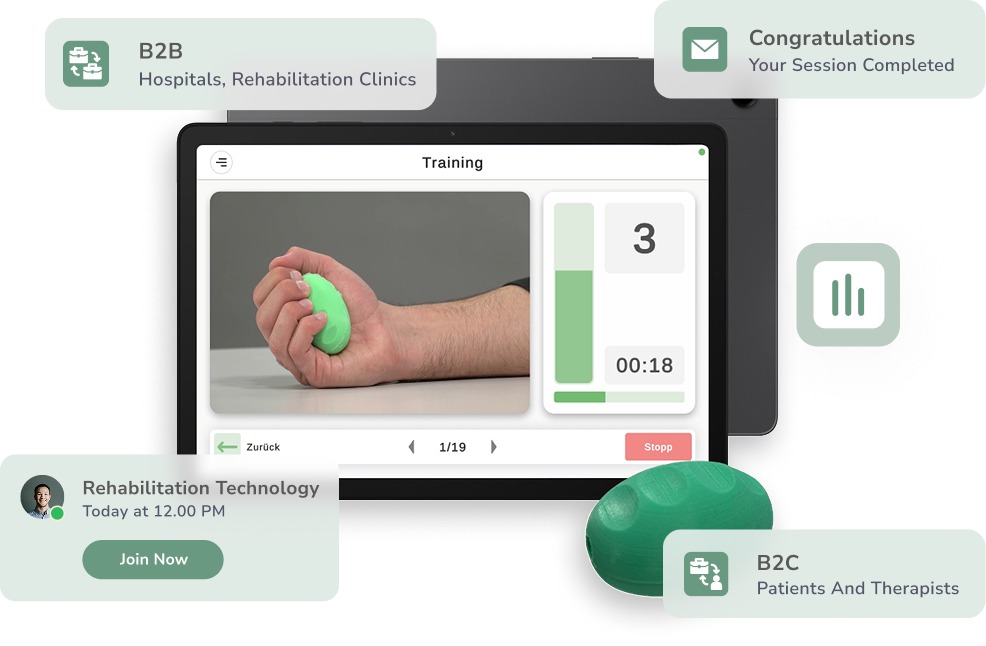 B2B
Hospitals, Rehabilitation Clinics
Congratulations
Your Session Completed
Training
3
00:18
Zurück
1/19
Stopp
Rehabilitation Technology
Today at 12.00 PM
Join Now
B2C
Patients And Therapists